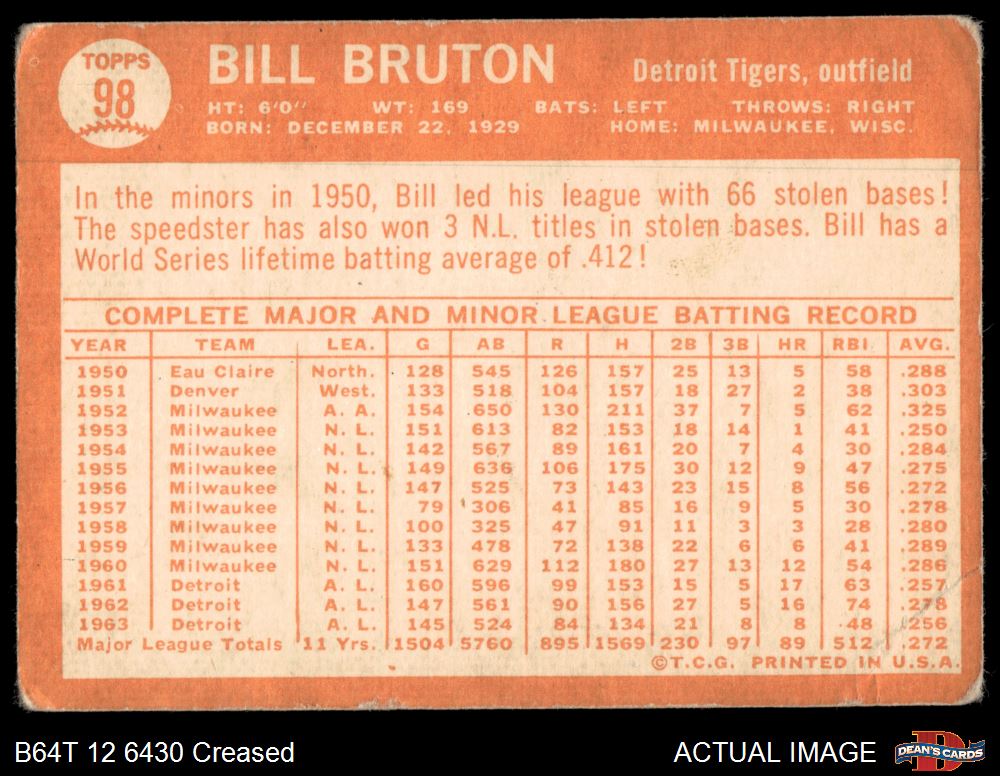 TOPPS
98
BILL BRUTON
Detroit Tigers, outfield
HT: 6'0" WT: 169 BATS: LEFT THROWS: RIGHT
BORN: DECEMBER 22, 1929 HOME: MILWAUKEE, WISC.
In the minors in 1950, Bill led his league with 66 stolen bases!
The speedster has also won 3 N.L. titles in stolen bases. Bill has a
World Series lifetime batting average of .412!
COMPLETE MAJOR AND MINOR LEAGUE BATTING RECORD
YEAR TEAM LEA. G AB R H 2B 3B HR RBI AVG.
1950 Eau Claire North. 128 545 126 157 25 13 5 58 .288
1951 Denver West. 133 518 104 157 18 27 2 38 .303
1952 Milwaukee A. A. 154 650 130 211 37 7 5 62 .325
1953 Milwaukee N. L. 151 613 82 153 18 14 1 41 .250
1954 Milwaukee N. L. 142 567 89 161 20 7 4 30 .284
1955 Milwaukee N. L. 149 636 106 175 30 12 9 47 .275
1956 Milwaukee N. L. 147 525 73 143 23 15 8 56 .272
1957 Milwaukee N. L. 79 306 41 85 16 9 5 30 .278
1958 Milwaukee N. L. 100 325 47 91 11 3 3 28 .280
1959 Milwaukee N. L. 133 478 72 138 22 6 6 41 .289
1960 Milwaukee N. L. 151 629 112 180 27 13 12 54 .286
1961 Detroit A. L. 160 596 99 153 15 5 17 63 .257
1962 Detroit A. L. 147 561 90 156 27 5 16 74 .278
1963 Detroit A. L. 145 524 84 134 21 8 8 48 .256
Major League Totals 11 Yrs. 1504 5760 895 1569 230 97 89 512 .272
©T.C.G. PRINTED IN U.S.A.
B64T 12 6430 Creased
ACTUAL IMAGE
D
DEAN'S CARDS